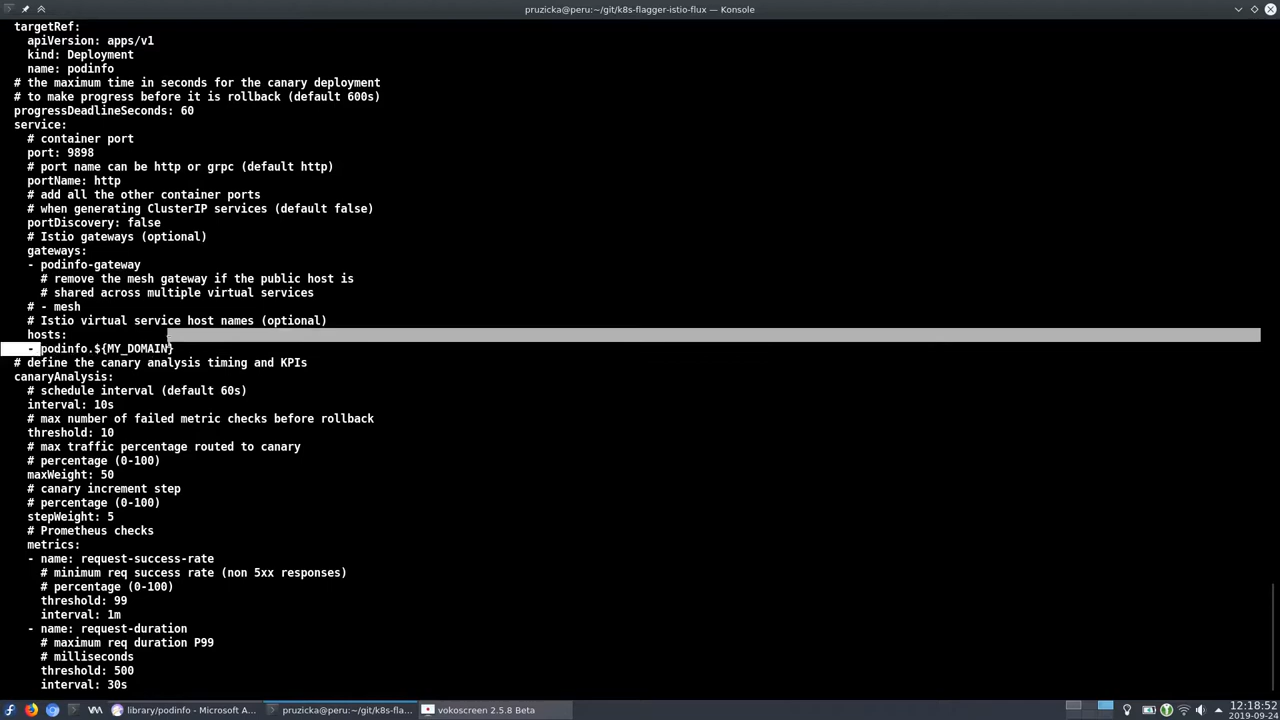 pruzicka@peru:~/git/k8s-flagger-istio-flux — Konsole
targetRef:
apiVersion: apps/v1
kind: Deployment
name: podinfo
# the maximum time in seconds for the canary deployment
# to make progress before it is rollback (default 600s)
progressDeadlineSeconds: 60
service:
# container port
port: 9898
# port name can be http or grpc (default http)
portName: http
# add all the other container ports
# when generating ClusterIP services (default false)
portDiscovery: false
# Istio gateways (optional)
gateways:
- podinfo-gateway
# remove the mesh gateway if the public host is
# shared across multiple virtual services
# - mesh
# Istio virtual service host names (optional)
hosts:
- podinfo.${MY_DOMAIN}
# define the canary analysis timing and KPIs
canaryAnalysis:
# schedule interval (default 60s)
interval: 10s
# max number of failed metric checks before rollback
threshold: 10
# max traffic percentage routed to canary
# percentage (0-100)
maxWeight: 50
# canary increment step
# percentage (0-100)
stepWeight: 5
# Prometheus checks
metrics:
- name: request-success-rate
# minimum req success rate (non 5xx responses)
# percentage (0-100)
threshold: 99
interval: 1m
- name: request-duration
# maximum req duration P99
# milliseconds
threshold: 500
interval: 30s
library/podinfo - Microsoft A... pruzicka@peru:~/git/k8s-fla... vokoscreen 2.5.8 Beta
12:18:52
2019-09-24